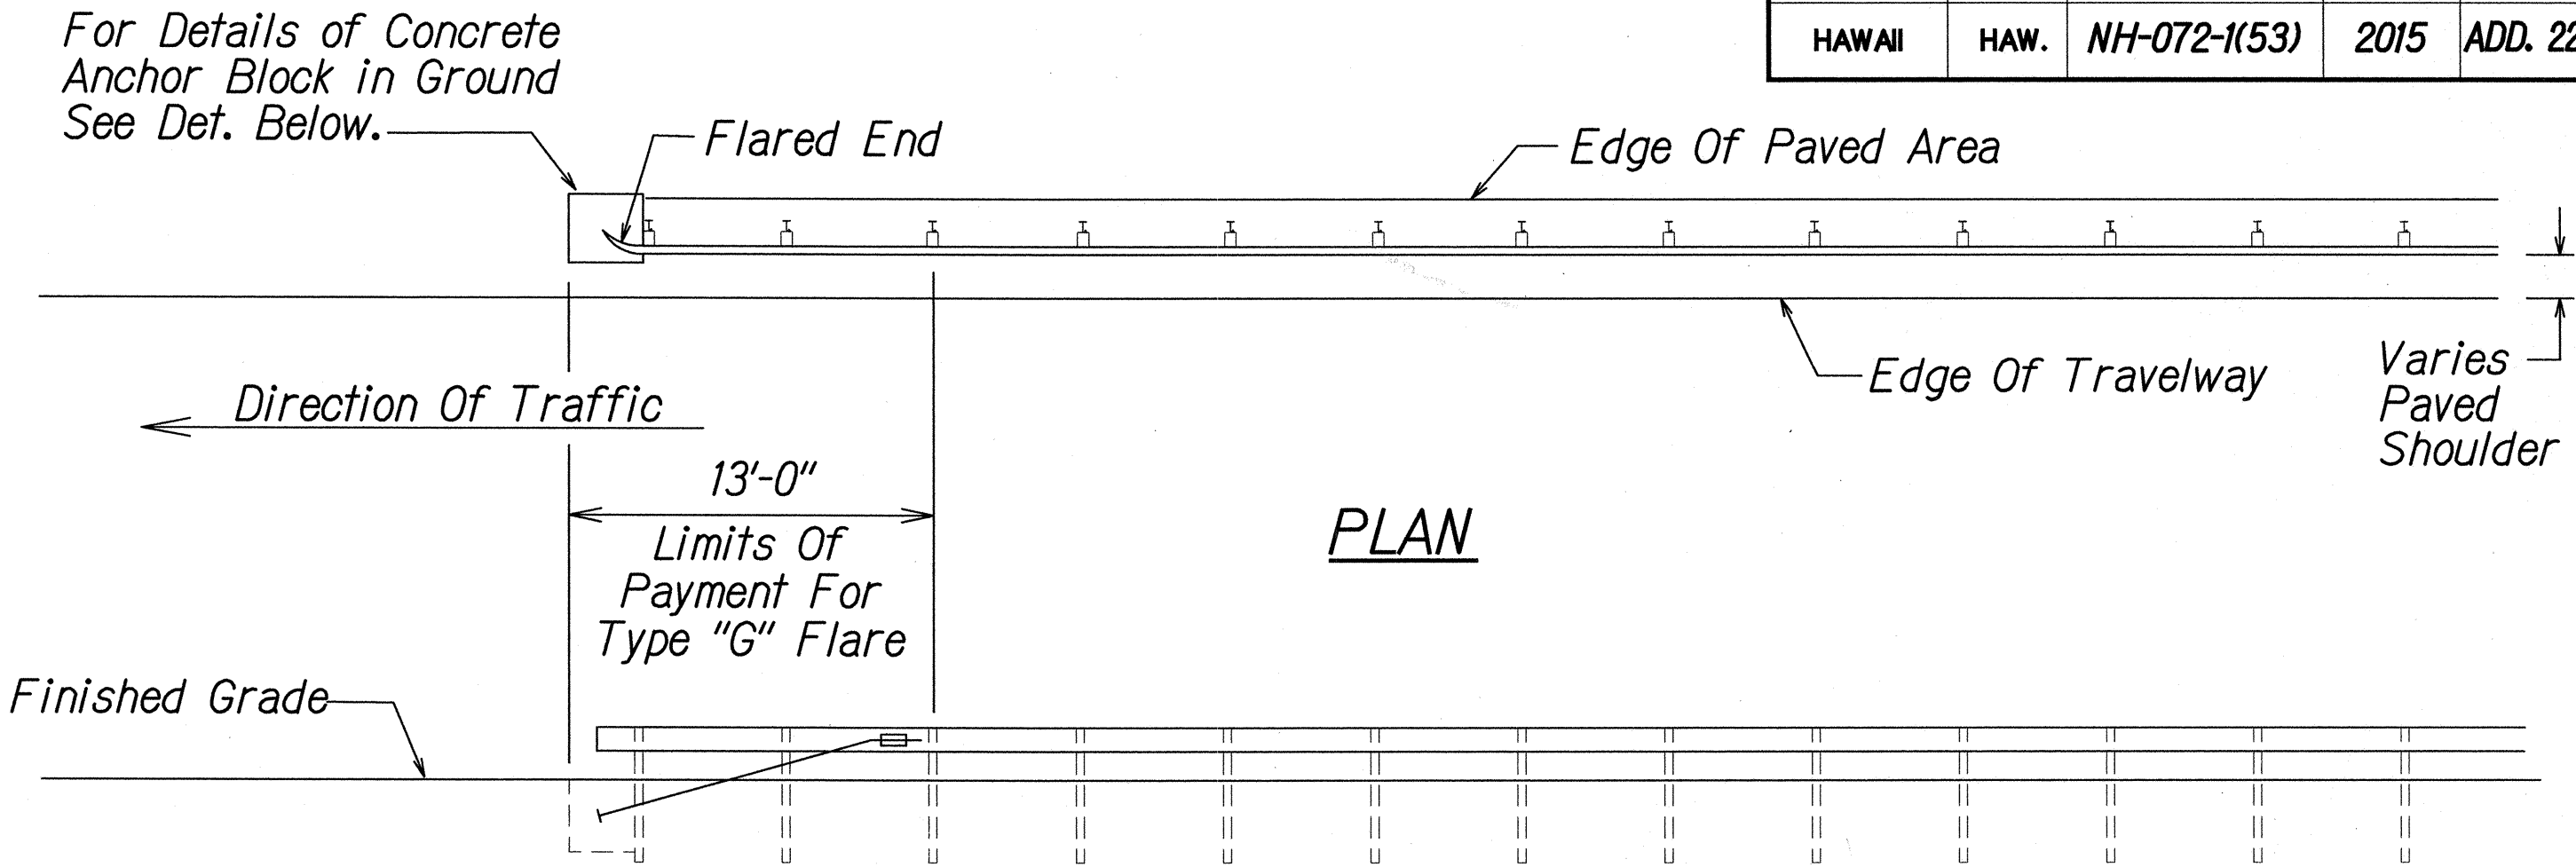 For Details of Concrete
Anchor Block in Ground
See Det. Below.
HAWAII HAW. NH-072-1(53) 2015 ADD. 22
Flared End
Edge Of Paved Area
Direction Of Traffic
Edge Of Travelway
Varies
Paved
Shoulder
13'-0"
Limits Of
Payment For
Type "G" Flare
PLAN
Finished Grade